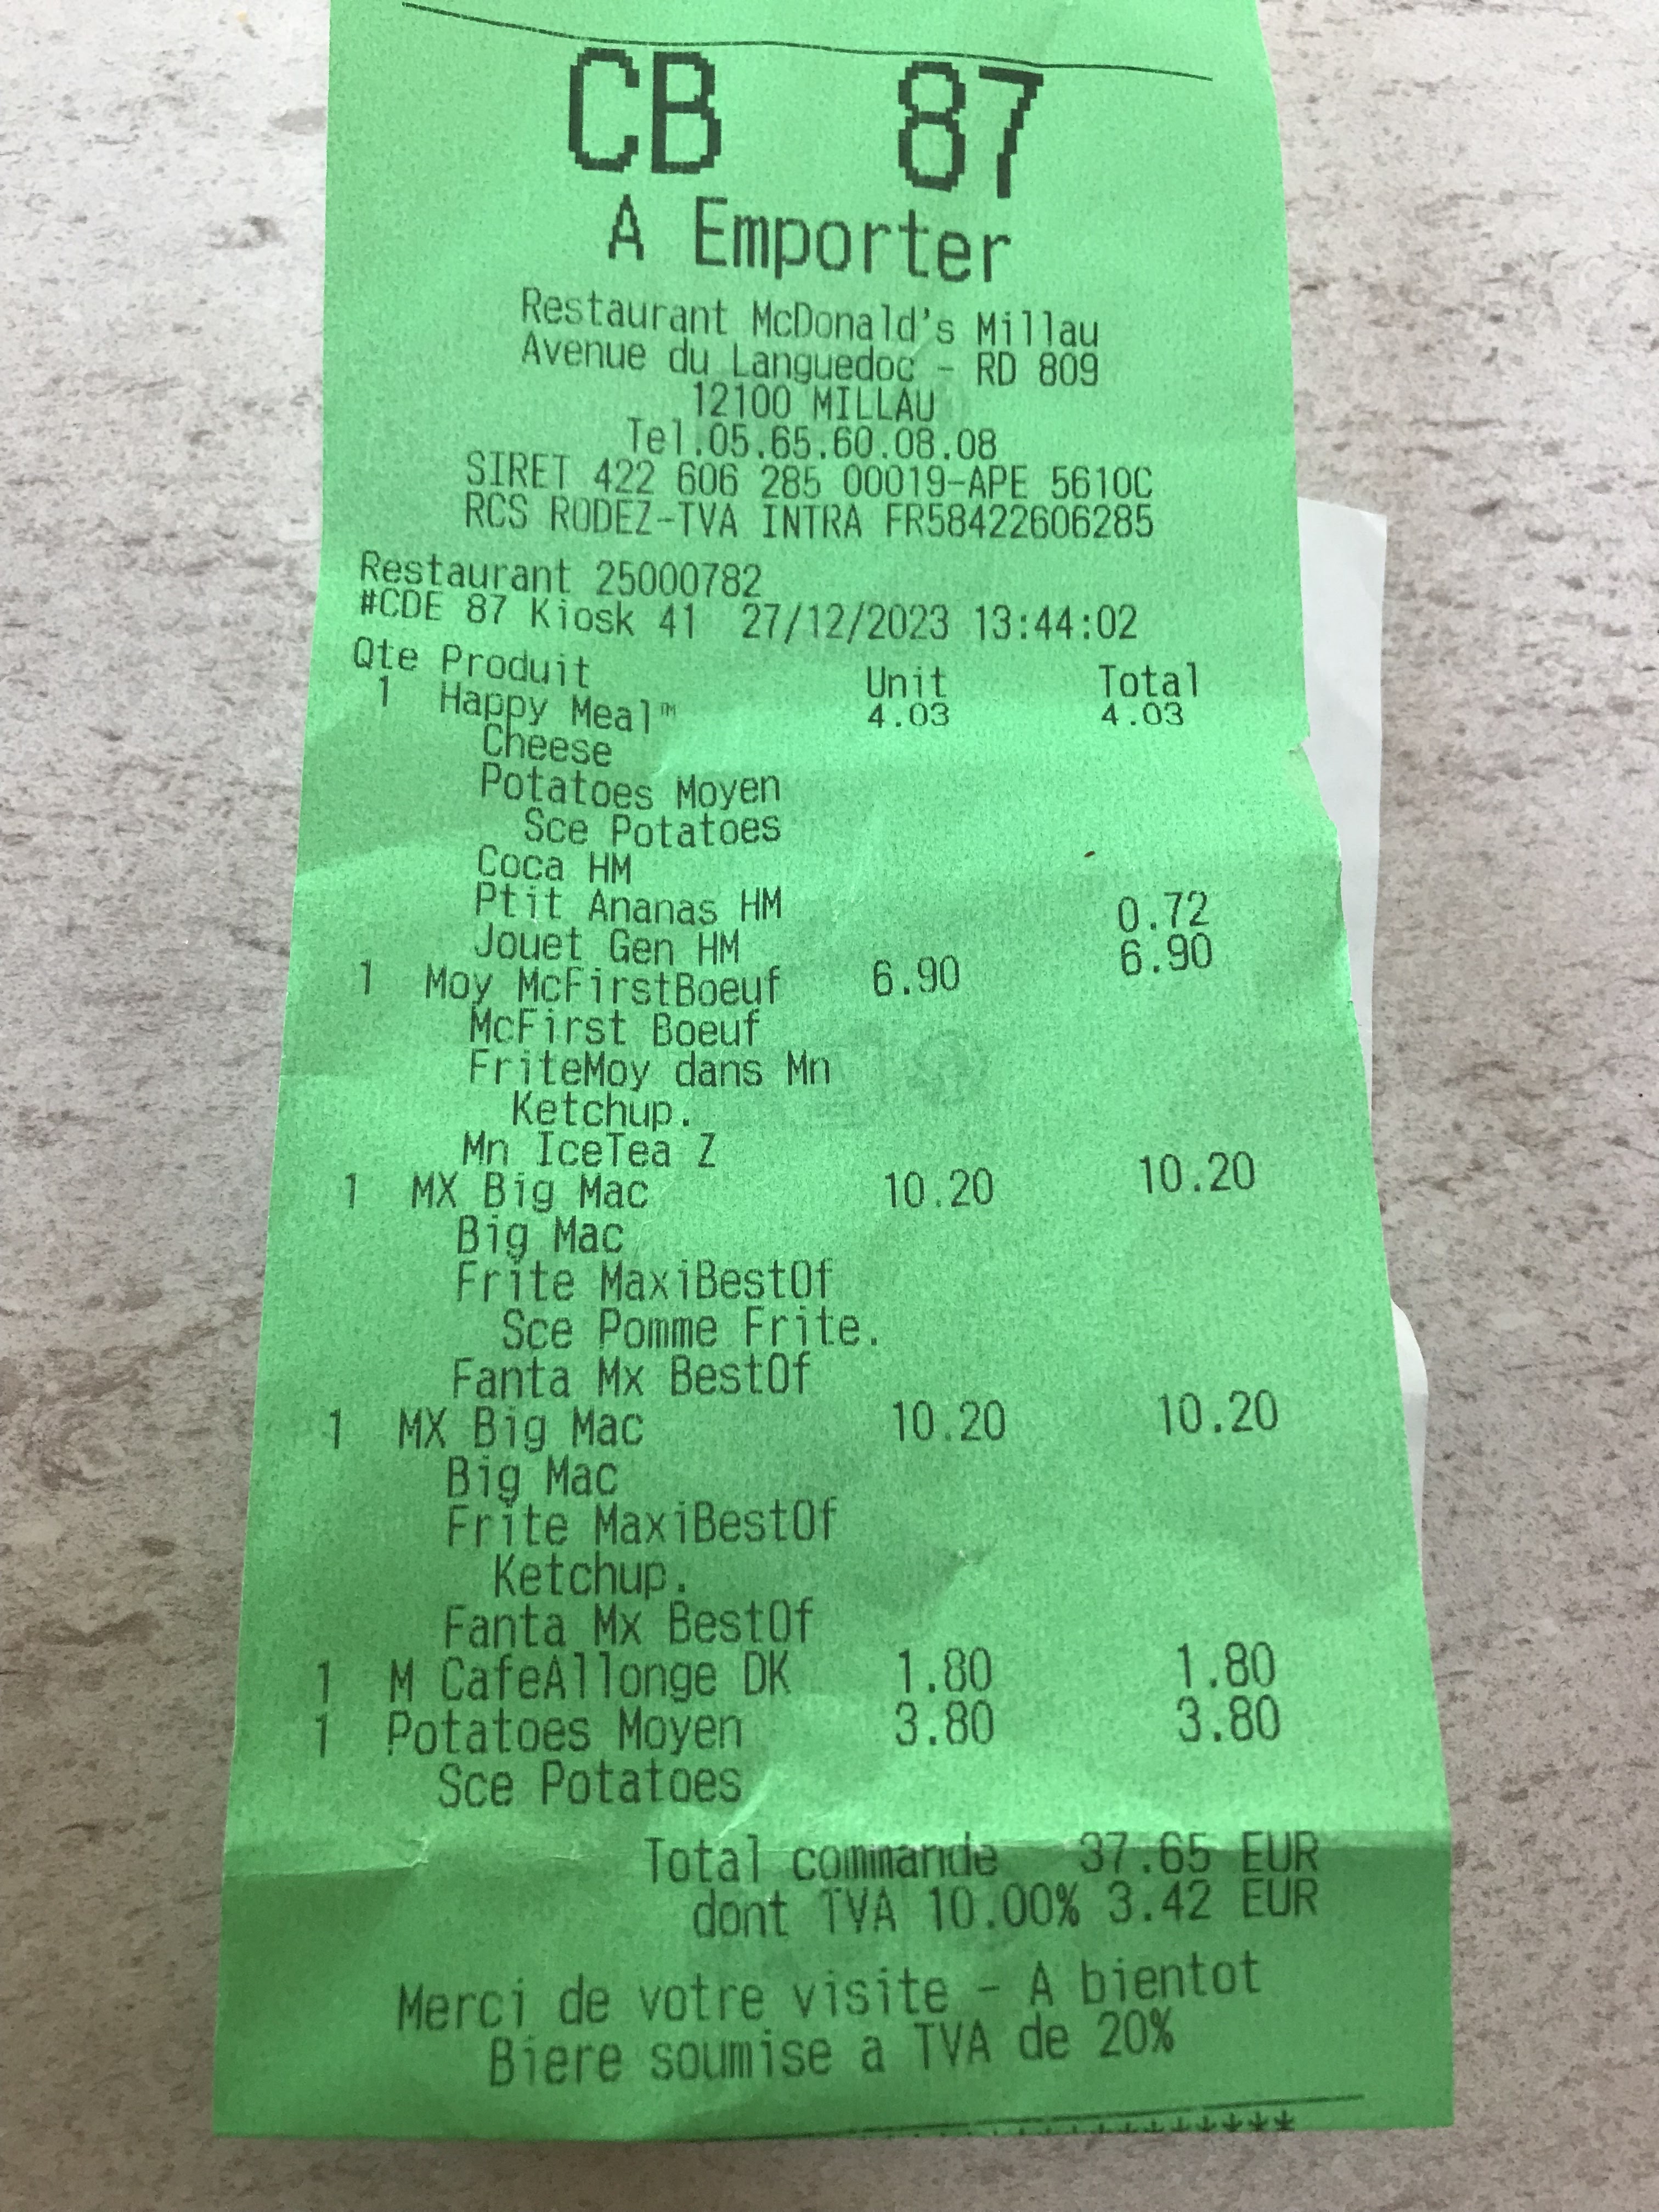 CB 87
A Emporter
Restaurant McDonald's Millau
Avenue du Languedoc - RD 809
12100 MILLAU
Tel.05.65.60.08.08
SIRET 422 606 285 00019-APE 5610C
RCS RODEZ-TVA INTRA FR58422606285
Restaurant 25000782
#CDE 87 Kiosk 41 27/12/2023 13:44:02
Qte Produit Unit Total
1 Happy Meal™ 4.03 4.03
Cheese
Potatoes Moyen
Sce Potatoes
Coca HM
Ptit Ananas HM 0.72
Jouet Gen HM
1 Moy McFirstBoeuf 6.90 6.90
McFirst Boeuf
FriteMoy dans Mn
Ketchup.
Mn IceTea Z
1 MX Big Mac 10.20 10.20
Big Mac
Frite MaxiBestOf
Sce Pomme Frite.
Fanta Mx BestOf
1 MX Big Mac 10.20 10.20
Big Mac
Frite MaxiBestOf
Ketchup.
Fanta Mx BestOf
1 M CafeAllonge DK 1.80 1.80
1 Potatoes Moyen 3.80 3.80
Sce Potatoes
Total commande 37.65 EUR
dont TVA 10.00% 3.42 EUR
Merci de votre visite - A bientot
Biere soumise a TVA de 20%